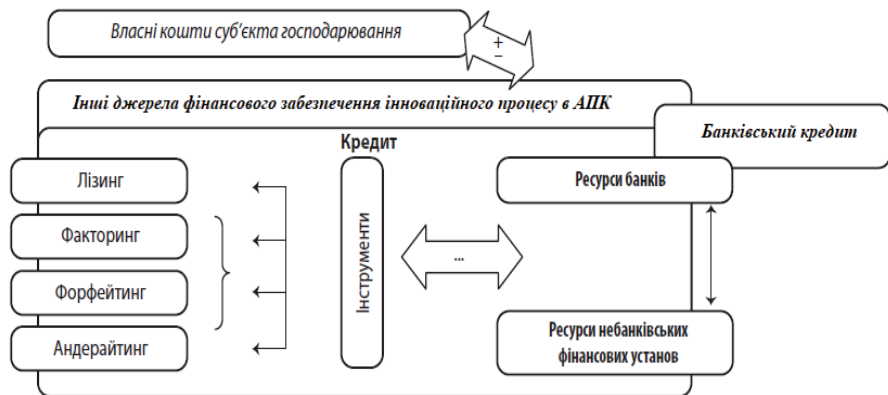 Власні кошти суб'єкта господарювання
+
−
Інші джерела фінансового забезпечення інноваційного процесу в АПК
Банківський кредит
Кредит
Лізинг
Факторинг
Форфейтинг
Андерайтинг
Інструменти
...
Ресурси банків
Ресурси небанківських
фінансових установ